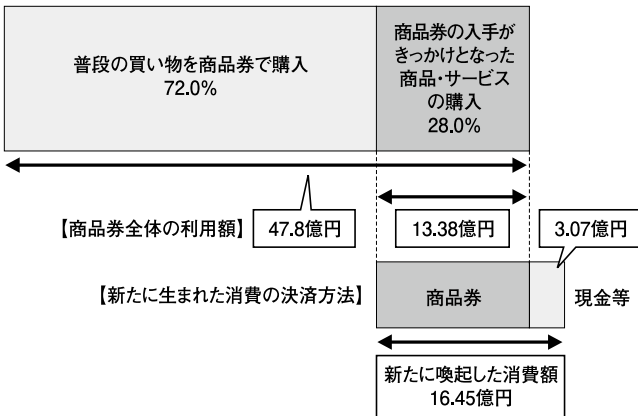 普段の買い物を商品券で購入
72.0%
商品券の入手が
きっかけとなった
商品・サービス
の購入
28.0%
【商品券全体の利用額】
47.8億円
13.38億円
3.07億円
【新たに生まれた消費の決済方法】
商品券
現金等
新たに喚起した消費額
16.45億円